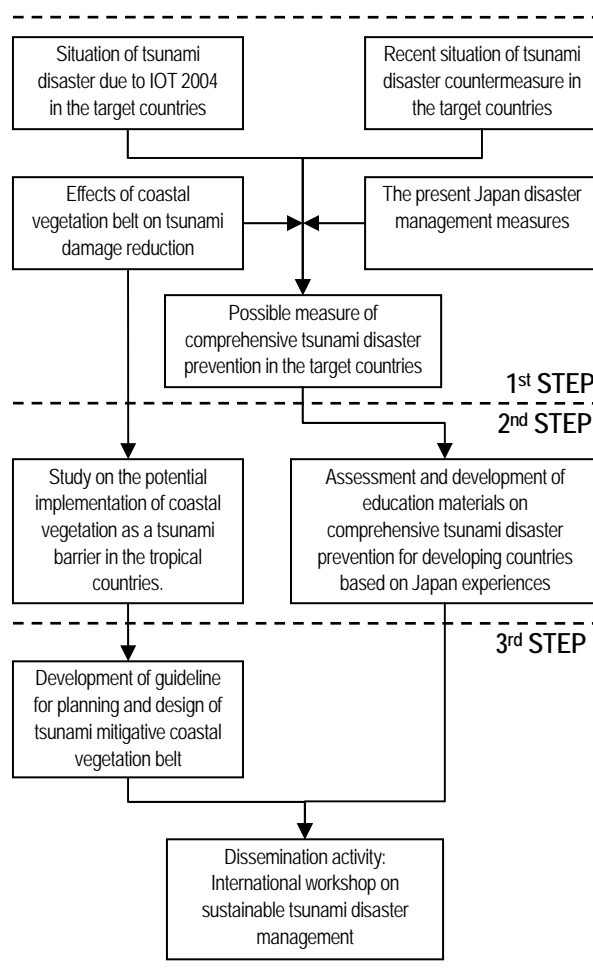 Situation of tsunami
disaster due to IOT 2004
in the target countries
Recent situation of tsunami
disaster countermeasure in
the target countries
Effects of coastal
vegetation belt on tsunami
damage reduction
The present Japan disaster
management measures
Possible measure of
comprehensive tsunami disaster
prevention in the target countries
1st STEP
2nd STEP
Study on the potential
implementation of coastal
vegetation as a tsunami
barrier in the tropical
countries.
Assessment and development of
education materials on
comprehensive tsunami disaster
prevention for developing countries
based on Japan experiences
3rd STEP
Development of guideline
for planning and design of
tsunami mitigative coastal
vegetation belt
Dissemination activity:
International workshop on
sustainable tsunami disaster
management